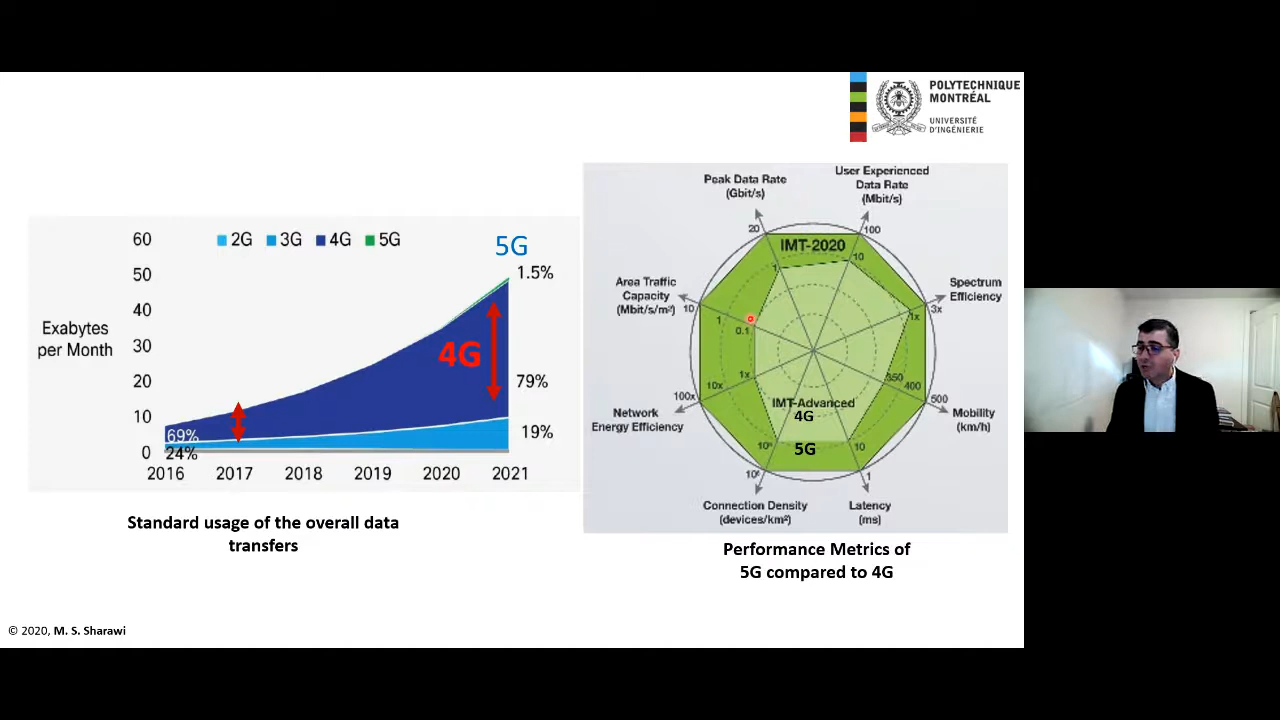 POLYTECHNIQUE
MONTRÉAL
UNIVERSITÉ
D'INGÉNIERIE
60
50
40
30
20
10
0
Exabytes
per Month
2G
3G
4G
5G
5G
1.5%
4G
79%
19%
69%
24%
2016
2017
2018
2019
2020
2021
Standard usage of the overall data
transfers
Peak Data Rate
(Gbit/s)
User Experienced
Data Rate
(Mbit/s)
20
100
IMT-2020
1
10
Area Traffic
Capacity
(Mbit/s/m²)
10
1
0.1
Spectrum
Efficiency
1x
3x
1x
10x
100x
350
400
500
Network
Energy Efficiency
IMT-Advanced
4G
5G
Mobility
(km/h)
10⁵
10⁶
10
1
Connection Density
(devices/km²)
Latency
(ms)
Performance Metrics of
5G compared to 4G
© 2020, M. S. Sharawi